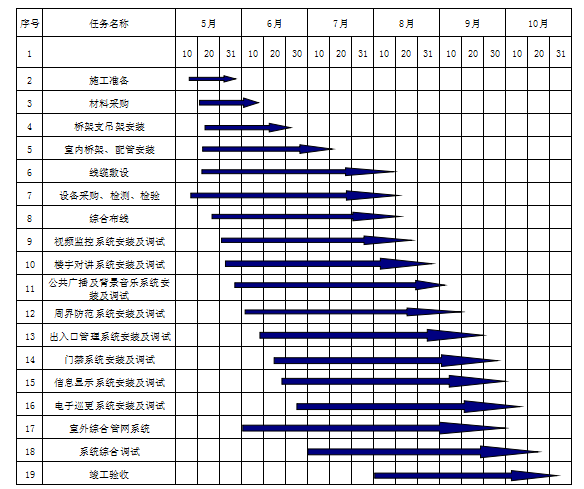 序号 任务名称 5月 6月 7月 8月 9月 10月
1 10 20 31 10 20 30 10 20 31 10 20 31 10 20 31 10 20 31
2 施工准备
3 材料采购
4 桥架支吊架安装
5 室内桥架、配管安装
6 线缆敷设
7 设备采购、检测、检验
8 综合布线
9 视频监控系统安装及调试
10 楼宇对讲系统安装及调试
11 公共广播及背景音乐系统安
装及调试
12 周界防范系统安装及调试
13 出入口管理系统安装及调试
14 门禁系统安装及调试
15 信息显示系统安装及调试
16 电子巡更系统安装及调试
17 室外综合管网系统
18 系统综合调试
19 竣工验收